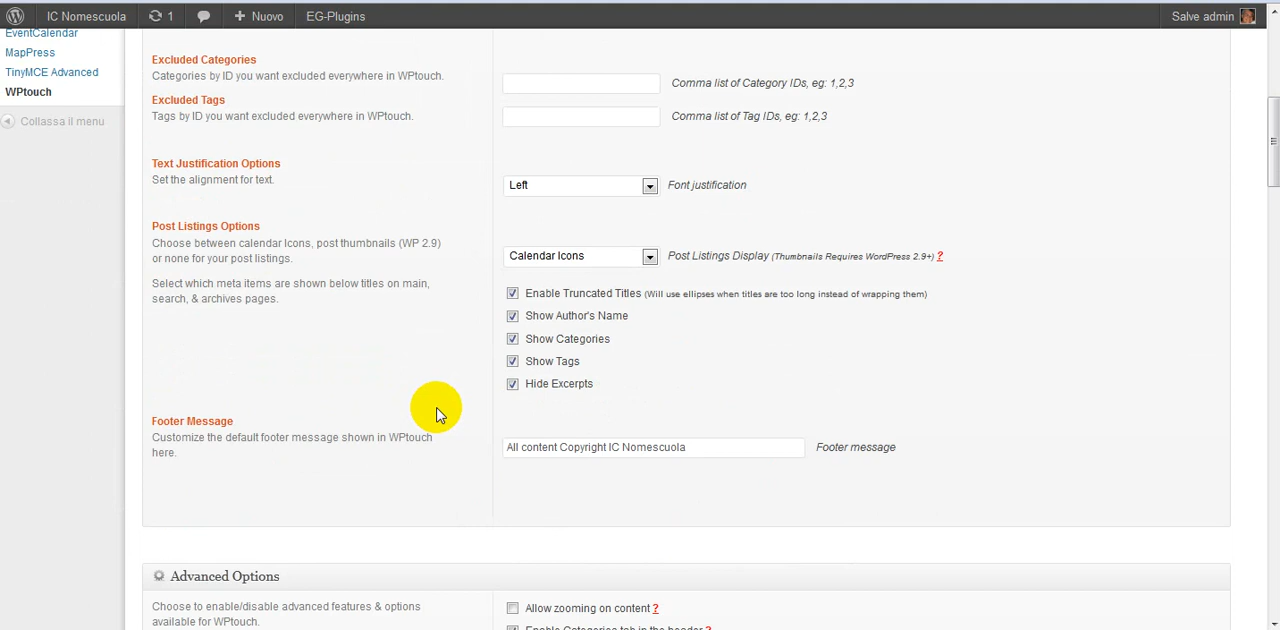 IC Nomescuola 1 Nuovo EG-Plugins Salve admin
EventCalendar
MapPress
TinyMCE Advanced
WPtouch
Collassa il menu
Excluded Categories
Categories by ID you want excluded everywhere in WPtouch.
Comma list of Category IDs, eg: 1,2,3
Excluded Tags
Tags by ID you want excluded everywhere in WPtouch.
Comma list of Tag IDs, eg: 1,2,3
Text Justification Options
Set the alignment for text.
Left Font justification
Post Listings Options
Choose between calendar Icons, post thumbnails (WP 2.9)
or none for your post listings.
Calendar Icons Post Listings Display (Thumbnails Requires WordPress 2.9+) ?
Select which meta items are shown below titles on main,
search, & archives pages.
Enable Truncated Titles (Will use ellipses when titles are too long instead of wrapping them)
Show Author's Name
Show Categories
Show Tags
Hide Excerpts
Footer Message
Customize the default footer message shown in WPtouch
here.
All content Copyright IC Nomescuola Footer message
Advanced Options
Choose to enable/disable advanced features & options
available for WPtouch.
Allow zooming on content ?
Enable Categories tab in the header ?